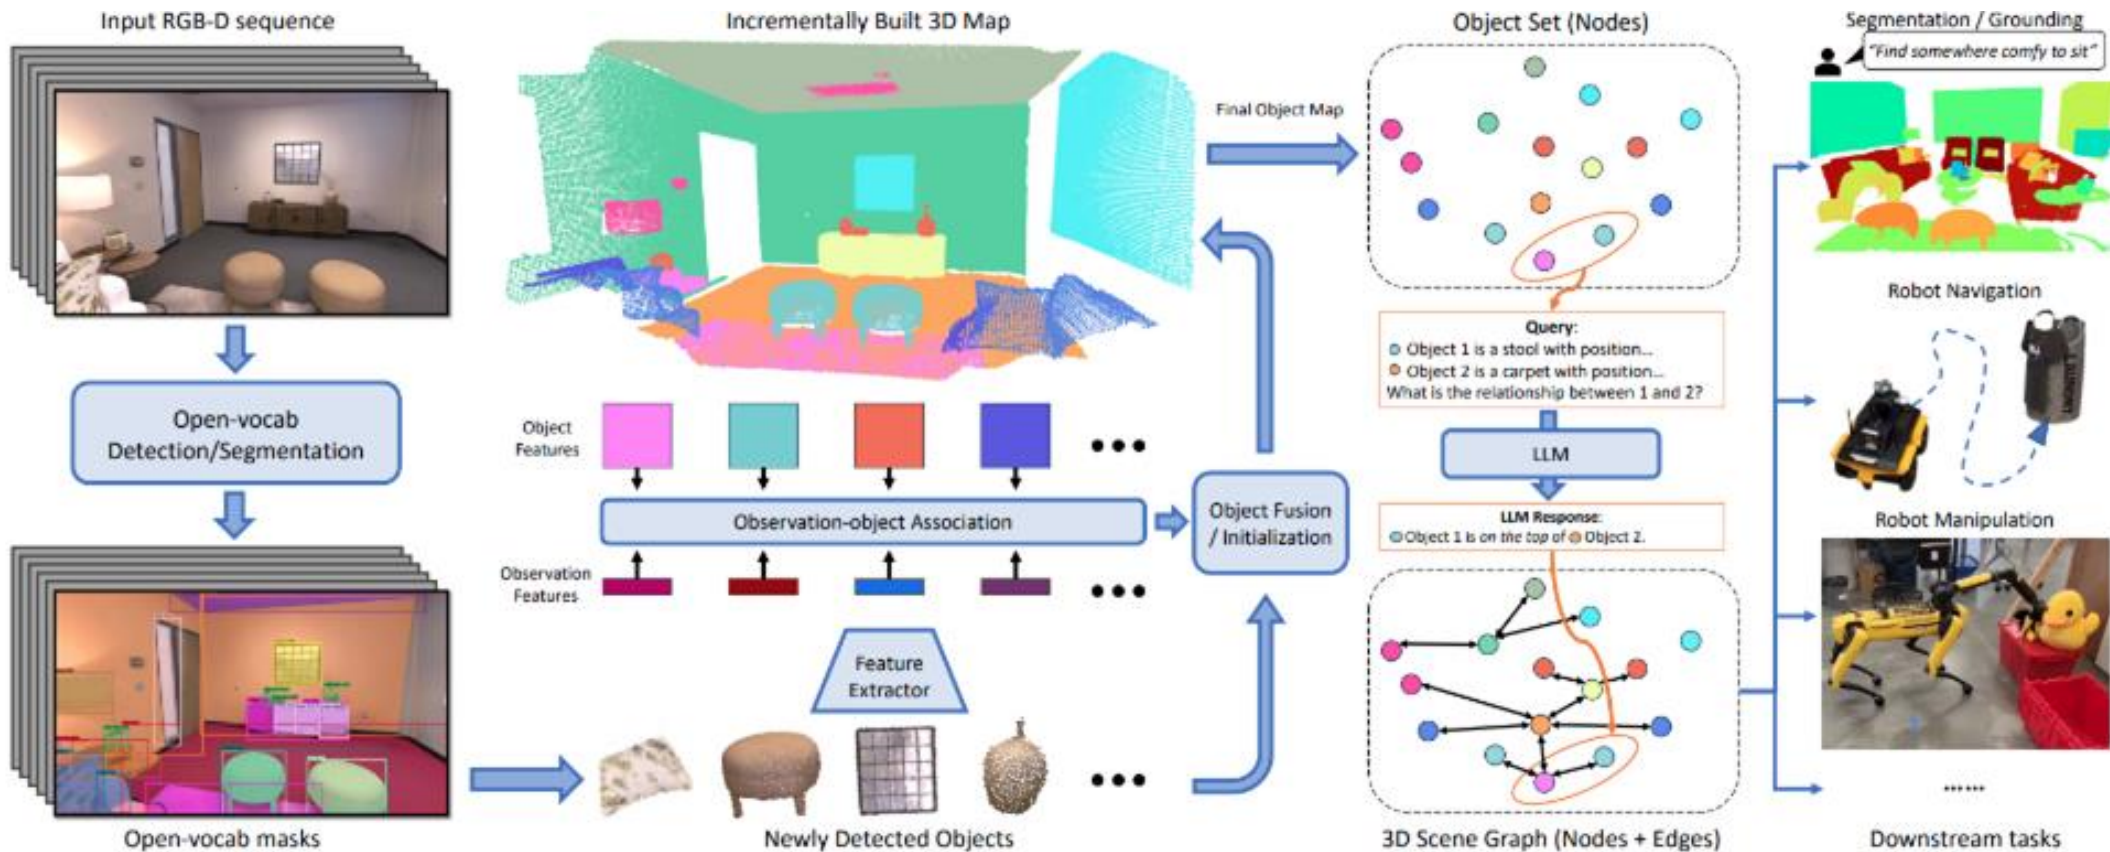 Input RGB-D sequence
Open-vocab
Detection/Segmentation
Open-vocab masks
Incrementally Built 3D Map
Object
Features
Observation-object Association
Observation
Features
Feature
Extractor
Newly Detected Objects
Object Fusion
/ Initialization
Final Object Map
Object Set (Nodes)
Query:
Object 1 is a stool with position...
Object 2 is a carpet with position...
What is the relationship between 1 and 2?
LLM
LLM Response:
Object 1 is on the top of Object 2.
3D Scene Graph (Nodes + Edges)
Segmentation / Grounding
"Find somewhere comfy to sit"
Robot Navigation
Robot Manipulation
......
Downstream tasks